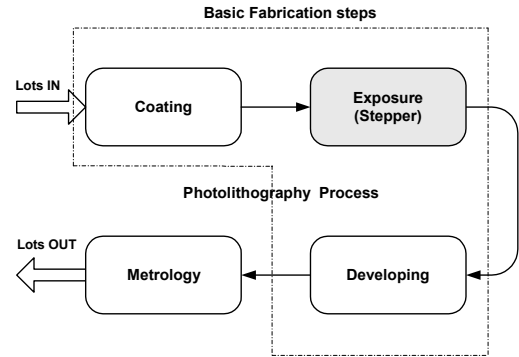 Basic Fabrication steps
Lots IN
Coating
Exposure
(Stepper)
Photolithography Process
Lots OUT
Metrology
Developing